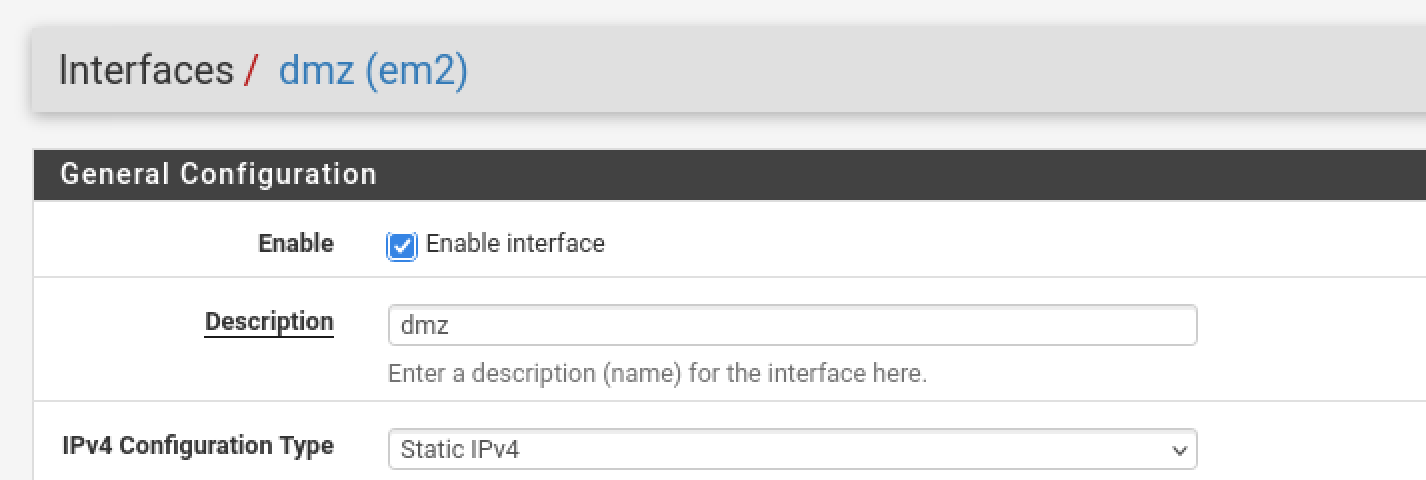 Interfaces / dmz (em2)
General Configuration
Enable Enable interface
Description dmz
Enter a description (name) for the interface here.
IPv4 Configuration Type Static IPv4